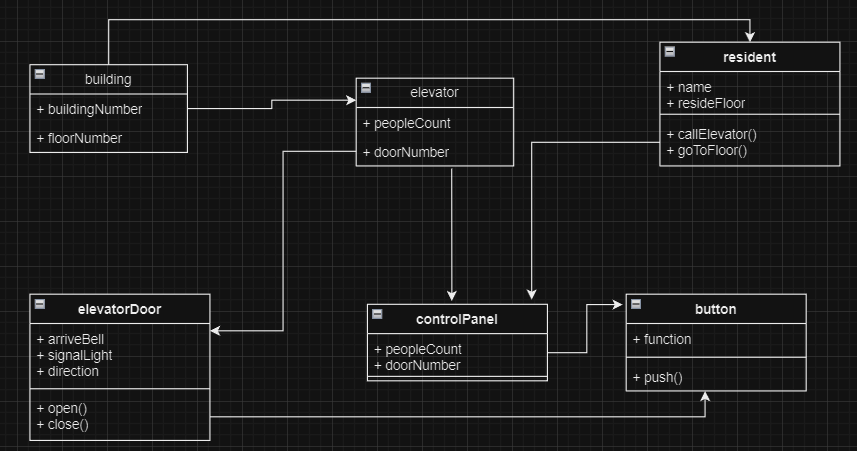 building
+ buildingNumber
+ floorNumber
elevator
+ peopleCount
+ doorNumber
resident
+ name
+ resideFloor
+ callElevator()
+ goToFloor()
elevatorDoor
+ arriveBell
+ signalLight
+ direction
+ open()
+ close()
controlPanel
+ peopleCount
+ doorNumber
button
+ function
+ push()